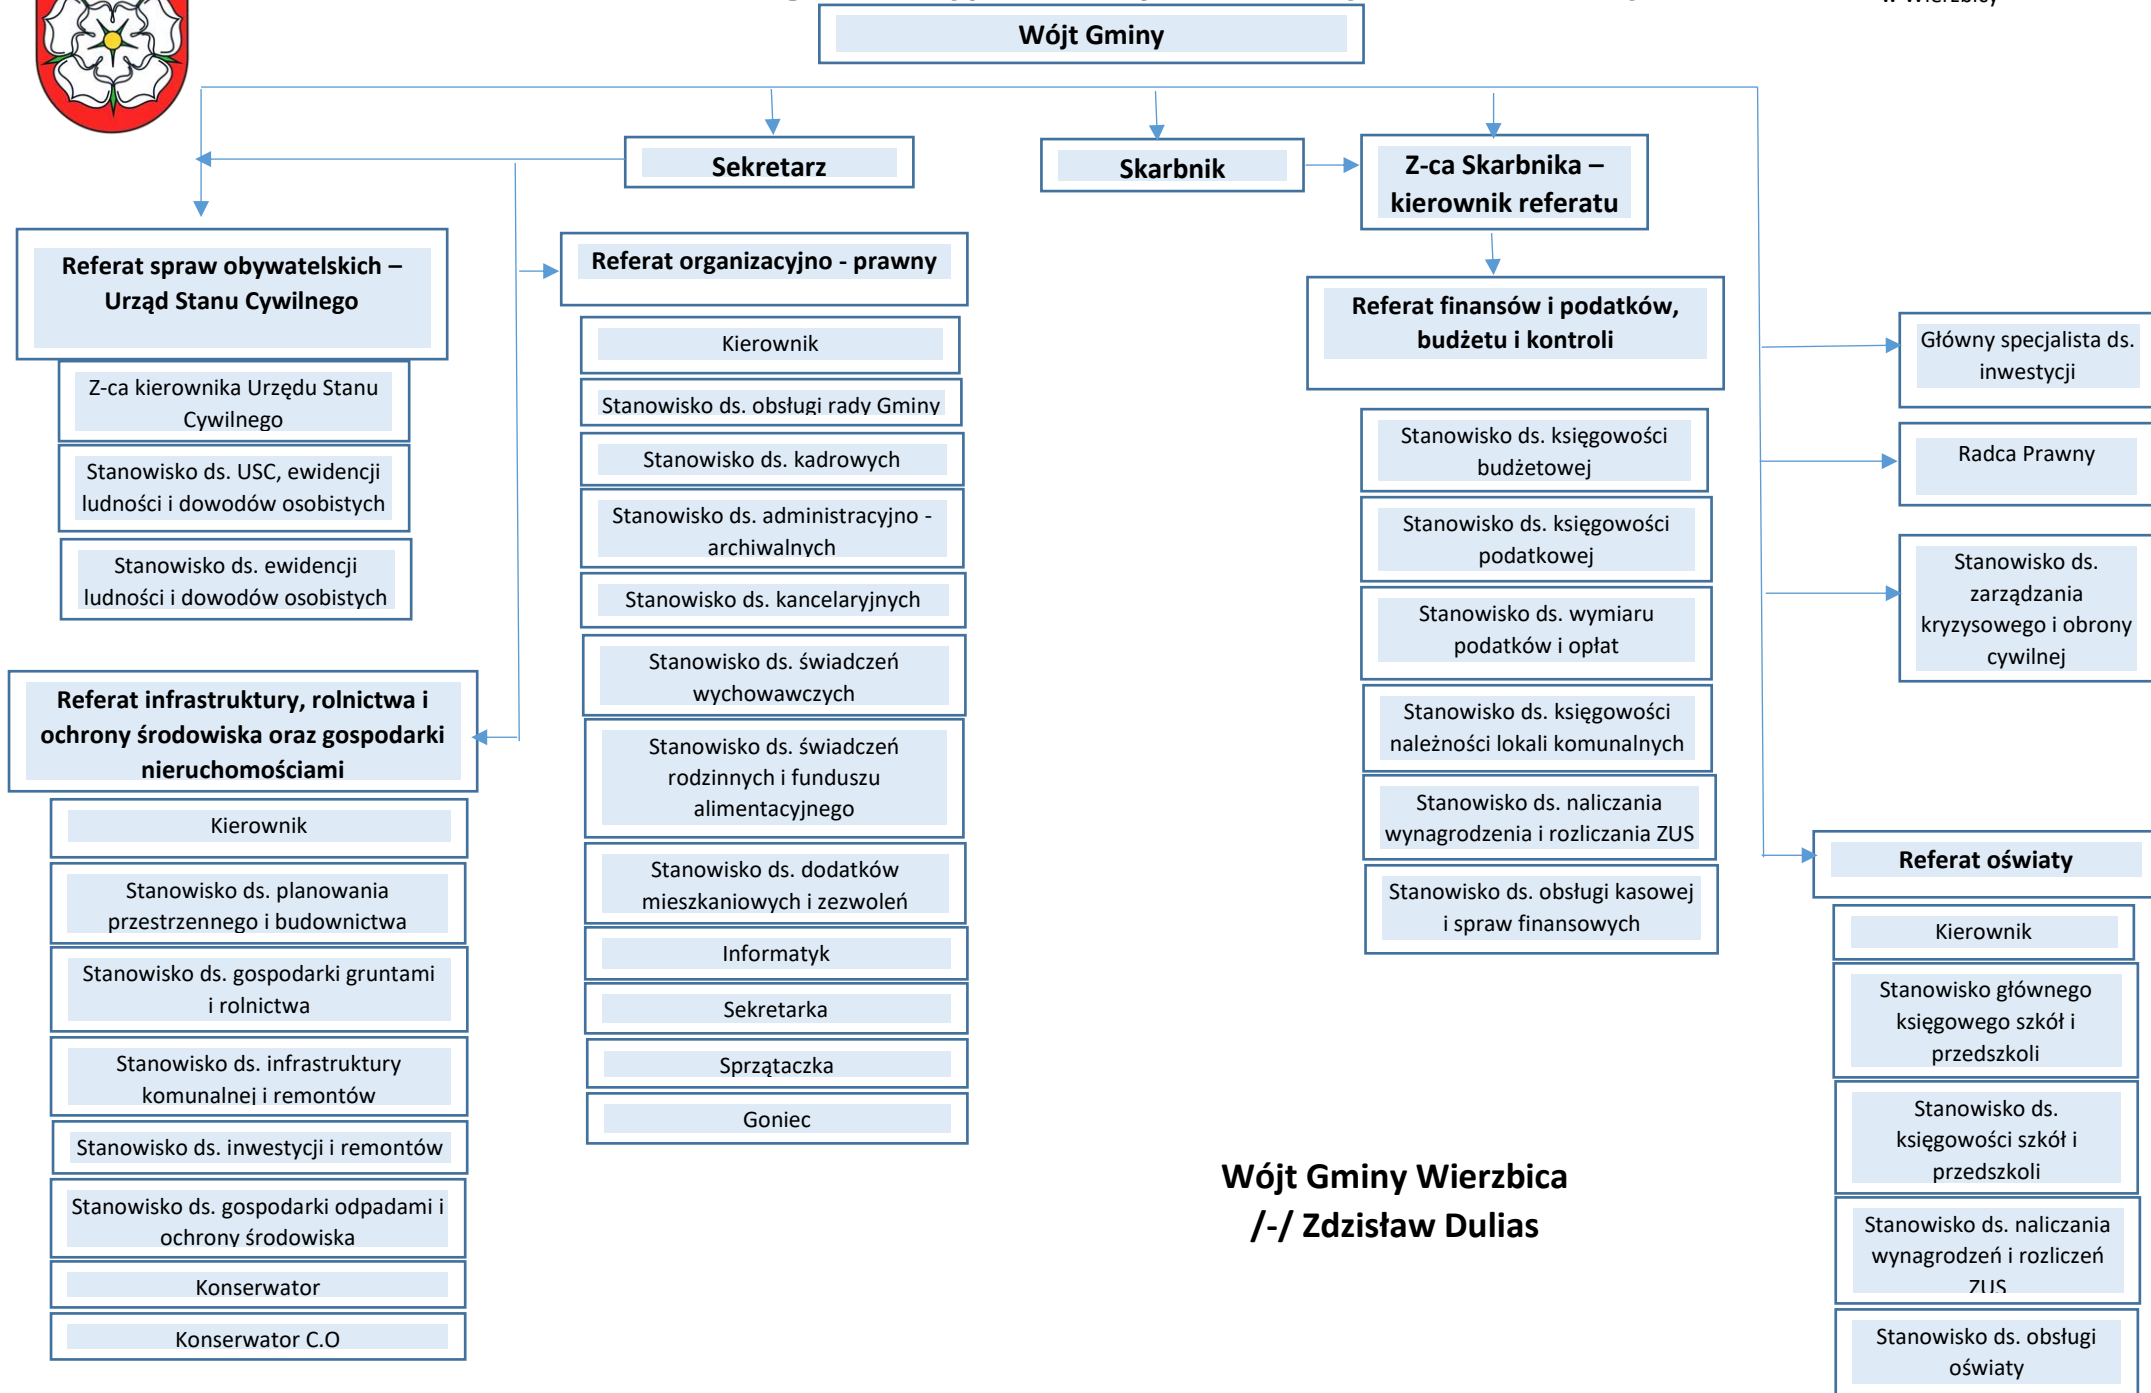 w Wierzbicy
Wójt Gminy
Sekretarz
Skarbnik
Z-ca Skarbnika –
kierownik referatu
Referat spraw obywatelskich –
Urząd Stanu Cywilnego
Z-ca kierownika Urzędu Stanu
Cywilnego
Stanowisko ds. USC, ewidencji
ludności i dowodów osobistych
Stanowisko ds. ewidencji
ludności i dowodów osobistych
Referat infrastruktury, rolnictwa i
ochrony środowiska oraz gospodarki
nieruchomościami
Kierownik
Stanowisko ds. planowania
przestrzennego i budownictwa
Stanowisko ds. gospodarki gruntami
i rolnictwa
Stanowisko ds. infrastruktury
komunalnej i remontów
Stanowisko ds. inwestycji i remontów
Stanowisko ds. gospodarki odpadami i
ochrony środowiska
Konserwator
Konserwator C.O
Referat organizacyjno - prawny
Kierownik
Stanowisko ds. obsługi rady Gminy
Stanowisko ds. kadrowych
Stanowisko ds. administracyjno -
archiwalnych
Stanowisko ds. kancelaryjnych
Stanowisko ds. świadczeń
wychowawczych
Stanowisko ds. świadczeń
rodzinnych i funduszu
alimentacyjnego
Stanowisko ds. dodatków
mieszkaniowych i zezwoleń
Informatyk
Sekretarka
Sprzątaczka
Goniec
Referat finansów i podatków,
budżetu i kontroli
Stanowisko ds. księgowości
budżetowej
Stanowisko ds. księgowości
podatkowej
Stanowisko ds. wymiaru
podatków i opłat
Stanowisko ds. księgowości
należności lokali komunalnych
Stanowisko ds. naliczania
wynagrodzenia i rozliczania ZUS
Stanowisko ds. obsługi kasowej
i spraw finansowych
Główny specjalista ds.
inwestycji
Radca Prawny
Stanowisko ds.
zarządzania
kryzysowego i obrony
cywilnej
Referat oświaty
Kierownik
Stanowisko głównego
księgowego szkół i
przedszkoli
Stanowisko ds.
księgowości szkół i
przedszkoli
Stanowisko ds. naliczania
wynagrodzeń i rozliczeń
ZUS
Stanowisko ds. obsługi
oświaty
Wójt Gminy Wierzbica
/-/ Zdzisław Dulias